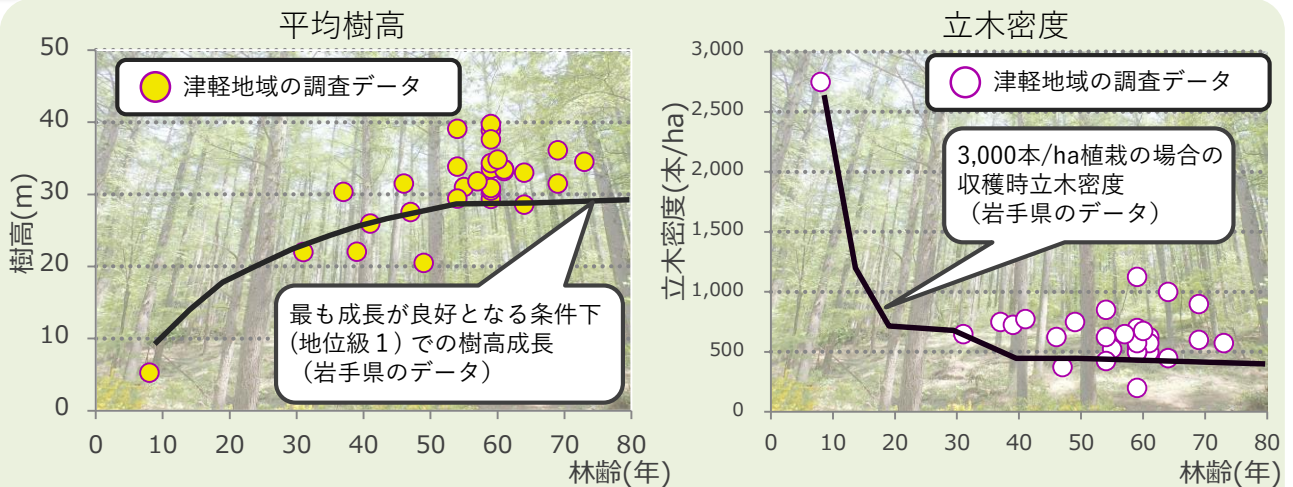 平均樹高
50
40
30
20
10
0
樹高(m)
津軽地域の調査データ
最も成長が良好となる条件下
(地位級1)での樹高成長
(岩手県のデータ)
0 10 20 30 40 50 60 70 80
林齢(年)
立木密度
3,000
2,500
2,000
1,500
1,000
500
0
立木密度(本/ha)
津軽地域の調査データ
3,000本/ha植栽の場合の
収穫時立木密度
(岩手県のデータ)
0 10 20 30 40 50 60 70 80
林齢(年)